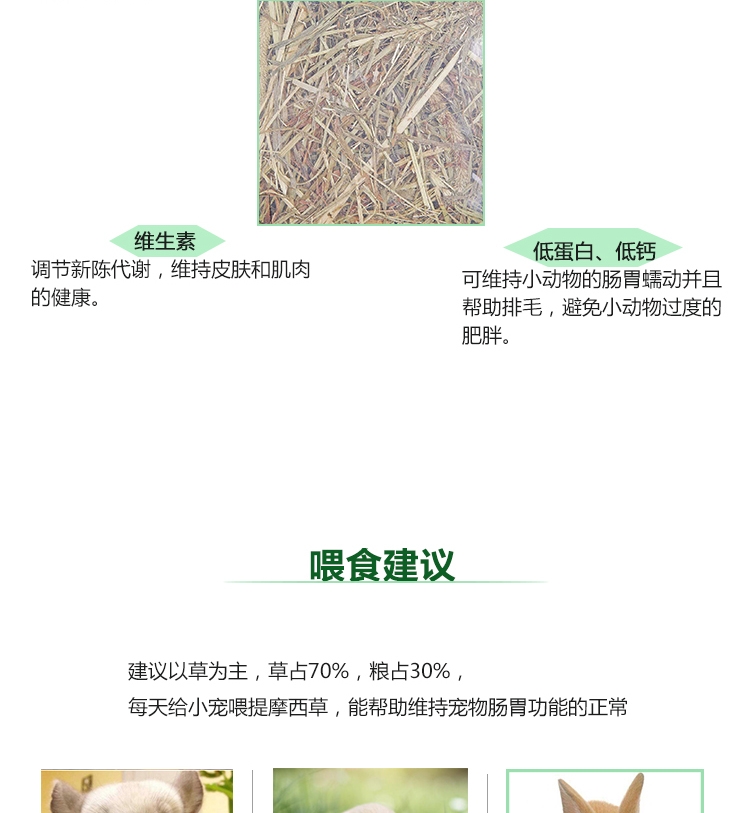 维生素
调节新陈代谢，维持皮肤和肌肉
的健康。
低蛋白、低钙
可维持小动物的肠胃蠕动并且
帮助排毛，避免小动物过度的
肥胖。
喂食建议
建议以草为主，草占70%，粮占30%，
每天给小宠喂提摩西草，能帮助维持宠物肠胃功能的正常